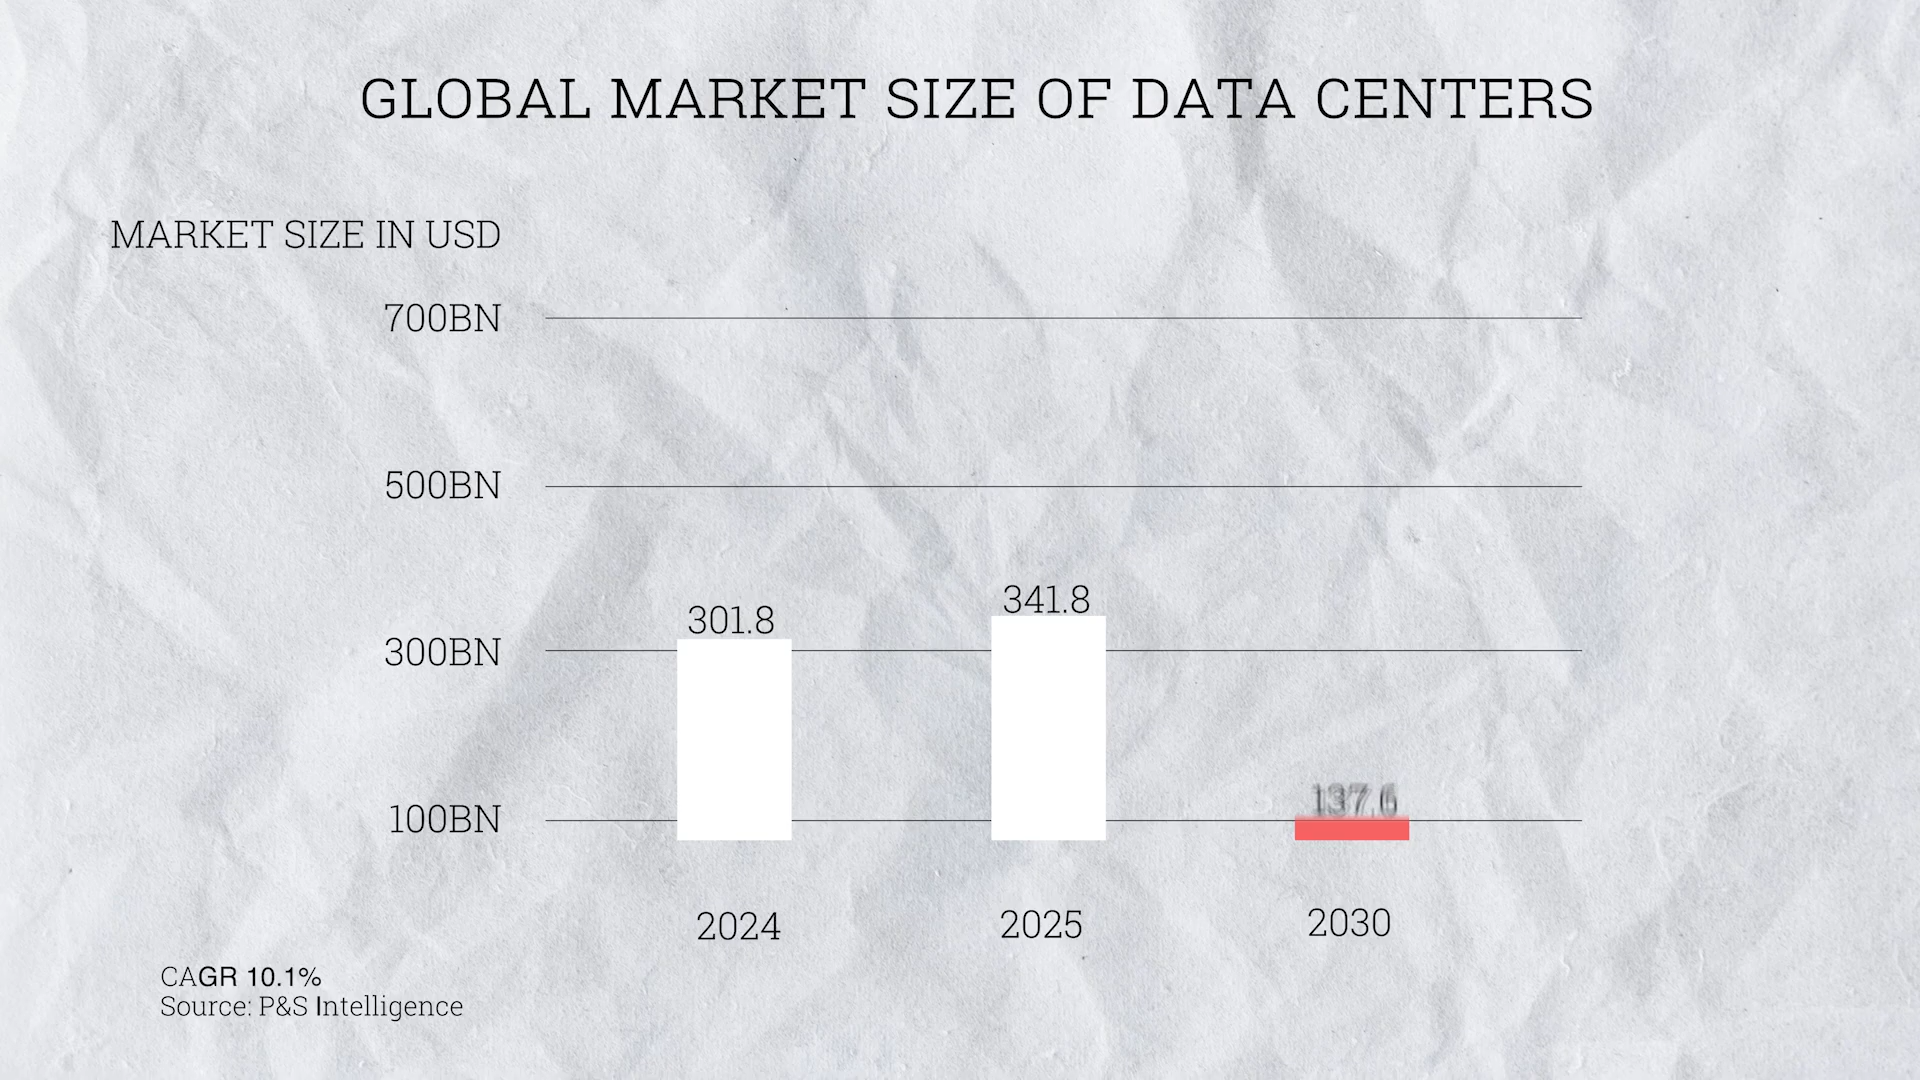 GLOBAL MARKET SIZE OF DATA CENTERS
MARKET SIZE IN USD
700BN
500BN
300BN
100BN
301.8
341.8
2024
2025
2030
CAGR 10.1%
Source: P&S Intelligence